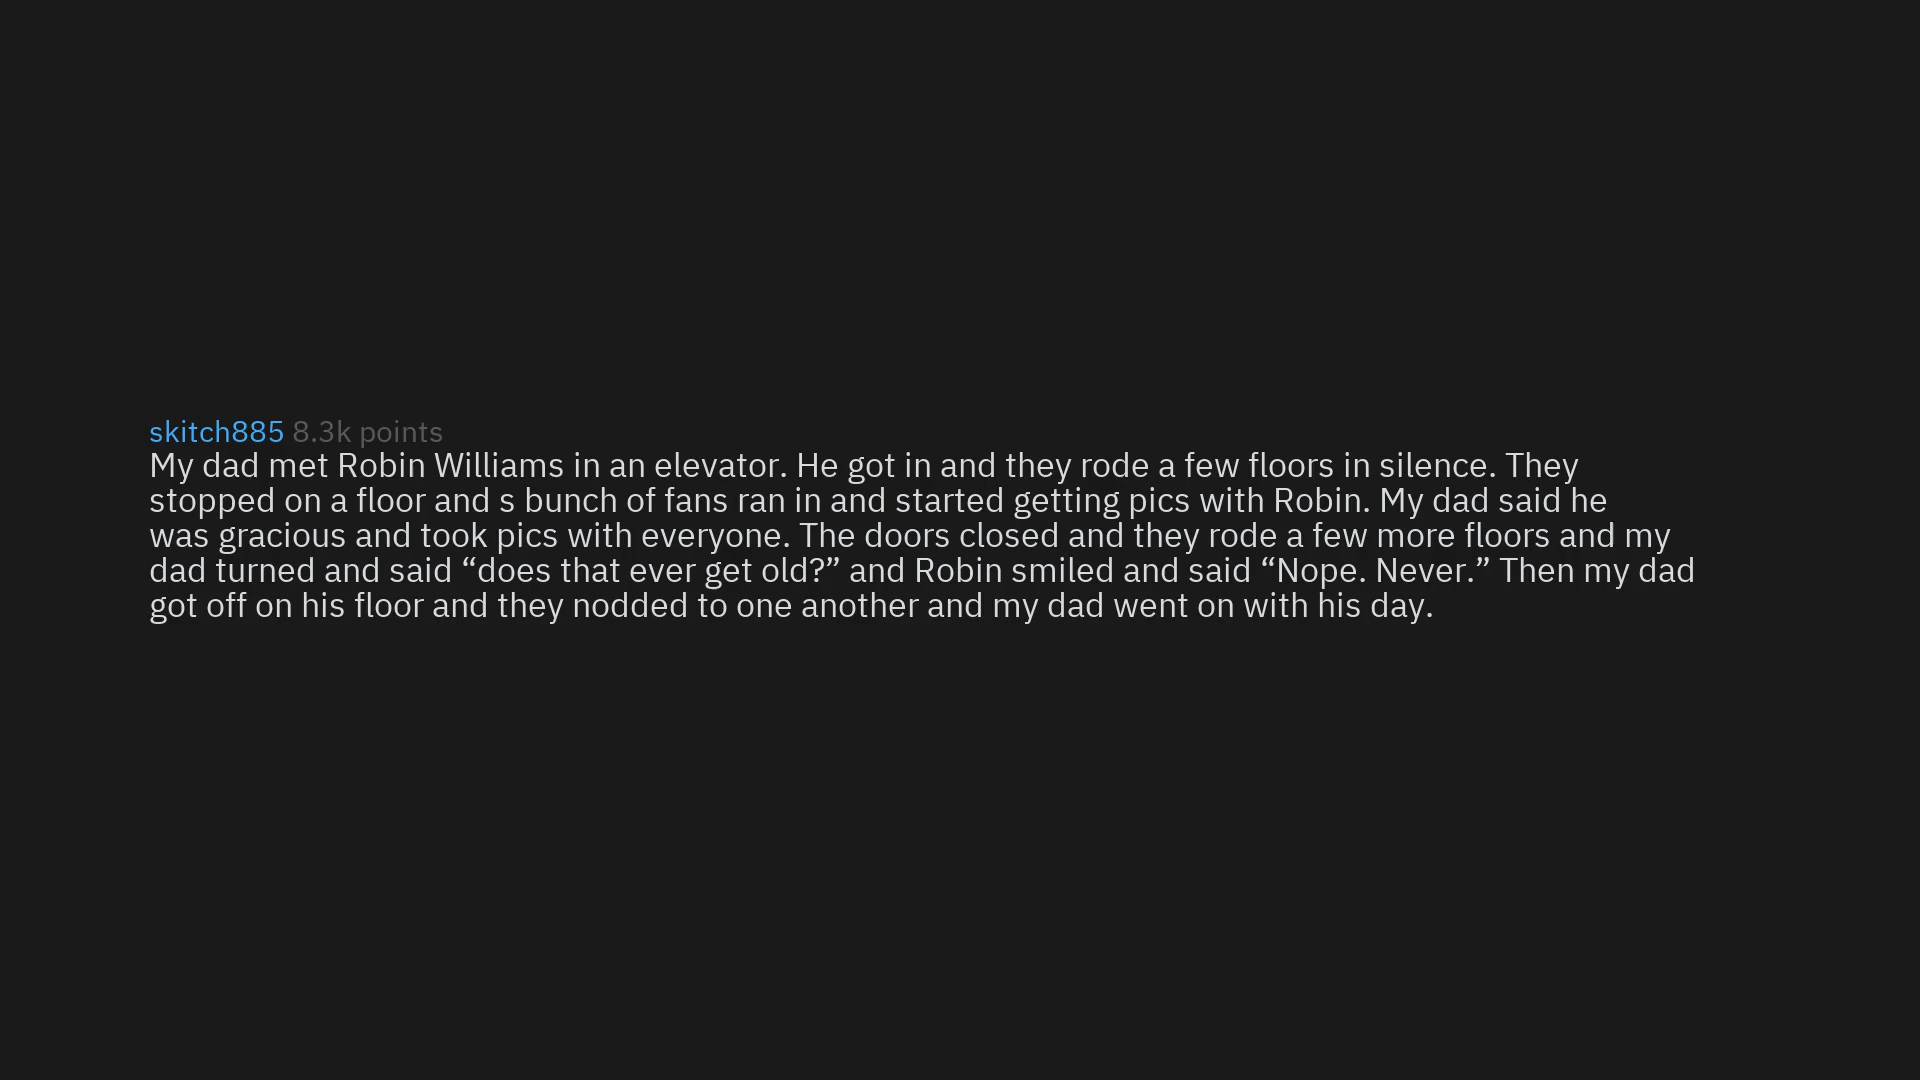 skitch885 8.3k points
My dad met Robin Williams in an elevator. He got in and they rode a few floors in silence. They
stopped on a floor and s bunch of fans ran in and started getting pics with Robin. My dad said he
was gracious and took pics with everyone. The doors closed and they rode a few more floors and my
dad turned and said “does that ever get old?” and Robin smiled and said “Nope. Never.” Then my dad
got off on his floor and they nodded to one another and my dad went on with his day.